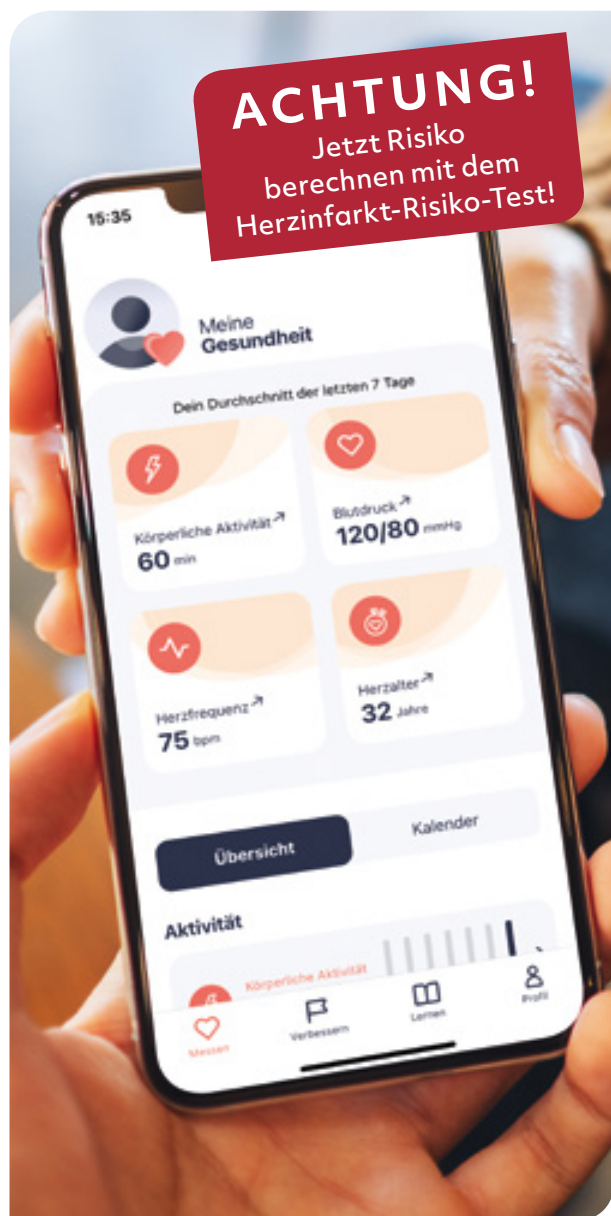 ACHTUNG!
Jetzt Risiko
berechnen mit dem
Herzinfarkt-Risiko-Test!
15:35
Meine
Gesundheit
Dein Durchschnitt der letzten 7 Tage
Körperliche Aktivität
60 min
Blutdruck
120/80 mmHg
Herzfrequenz
75 bpm
Herzalter
32 Jahre
Übersicht
Kalender
Aktivität
Körperliche Aktivität
Messen
Verbessern
Lernen
Profil